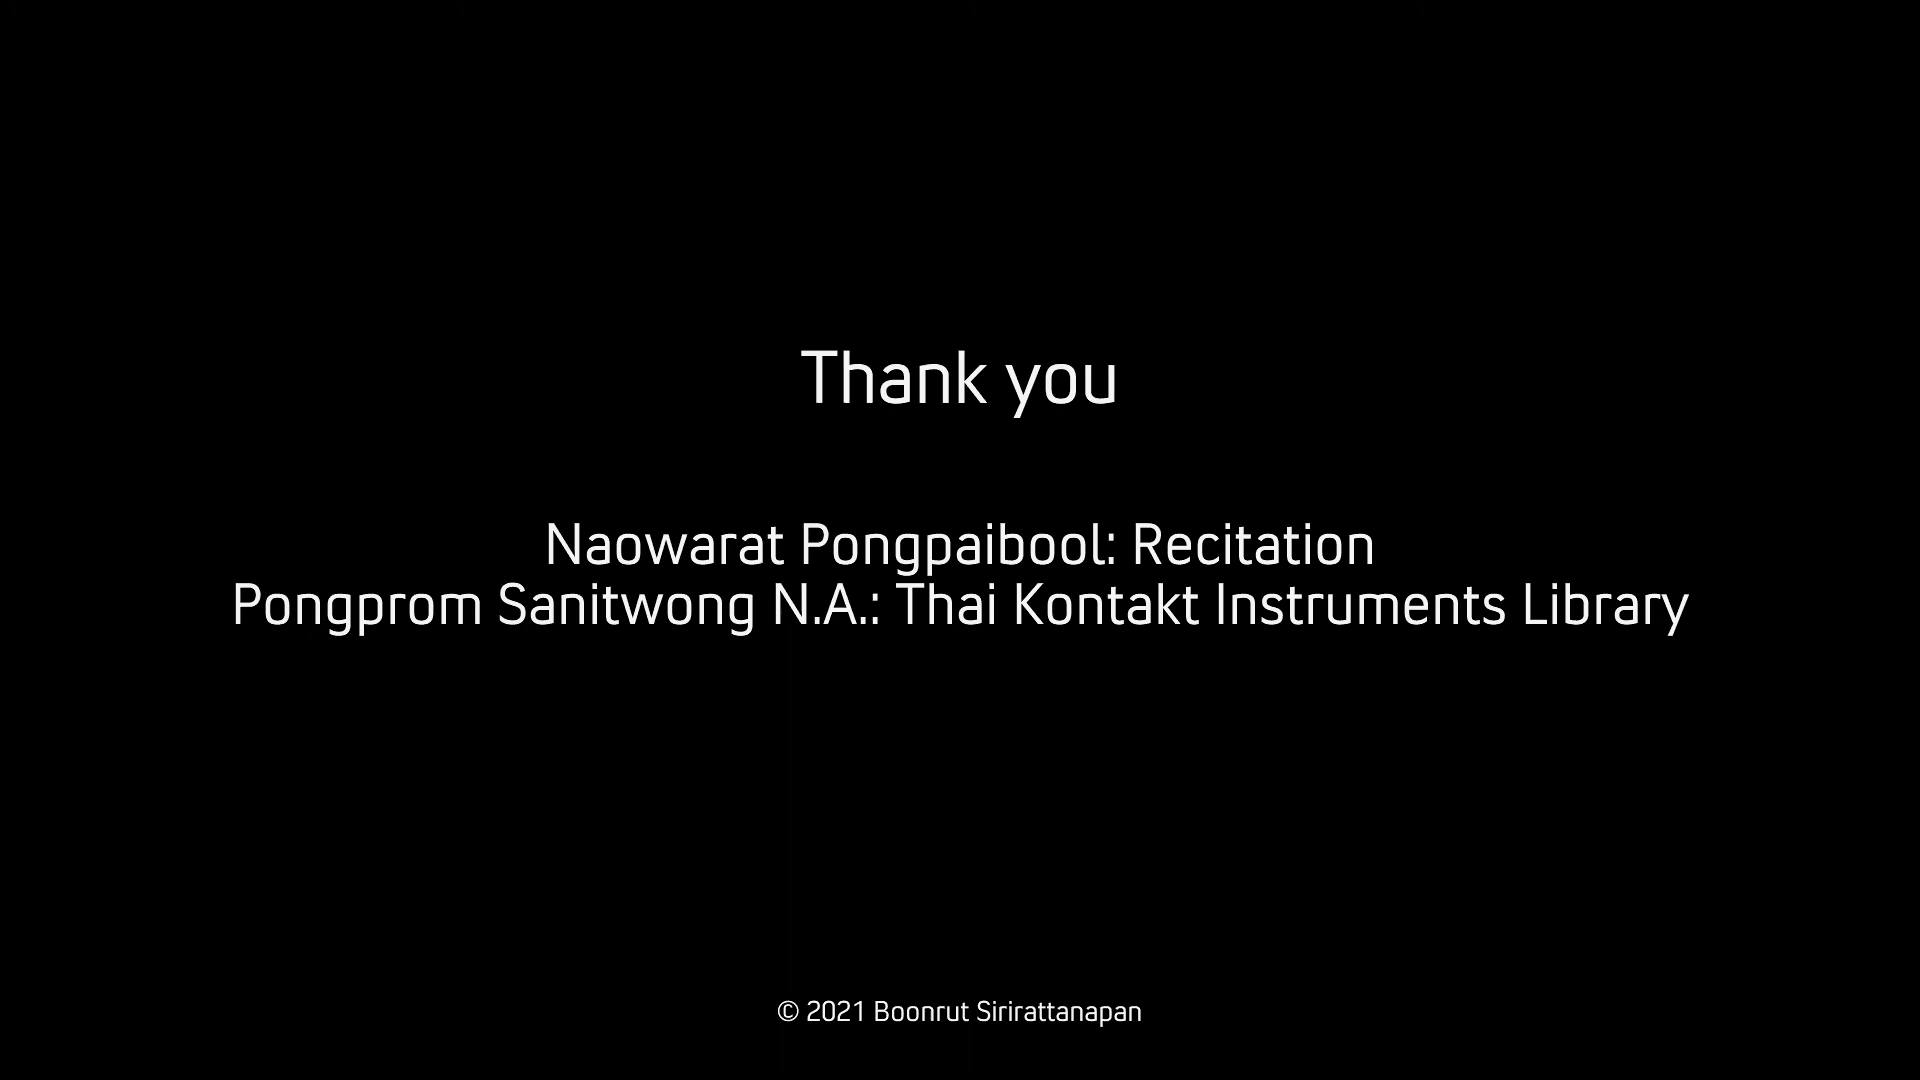 Thank you
Naowarat Pongpaibool: Recitation
Pongprom Sanitwong N.A.: Thai Kontakt Instruments Library
© 2021 Boonrut Sirirattanapan